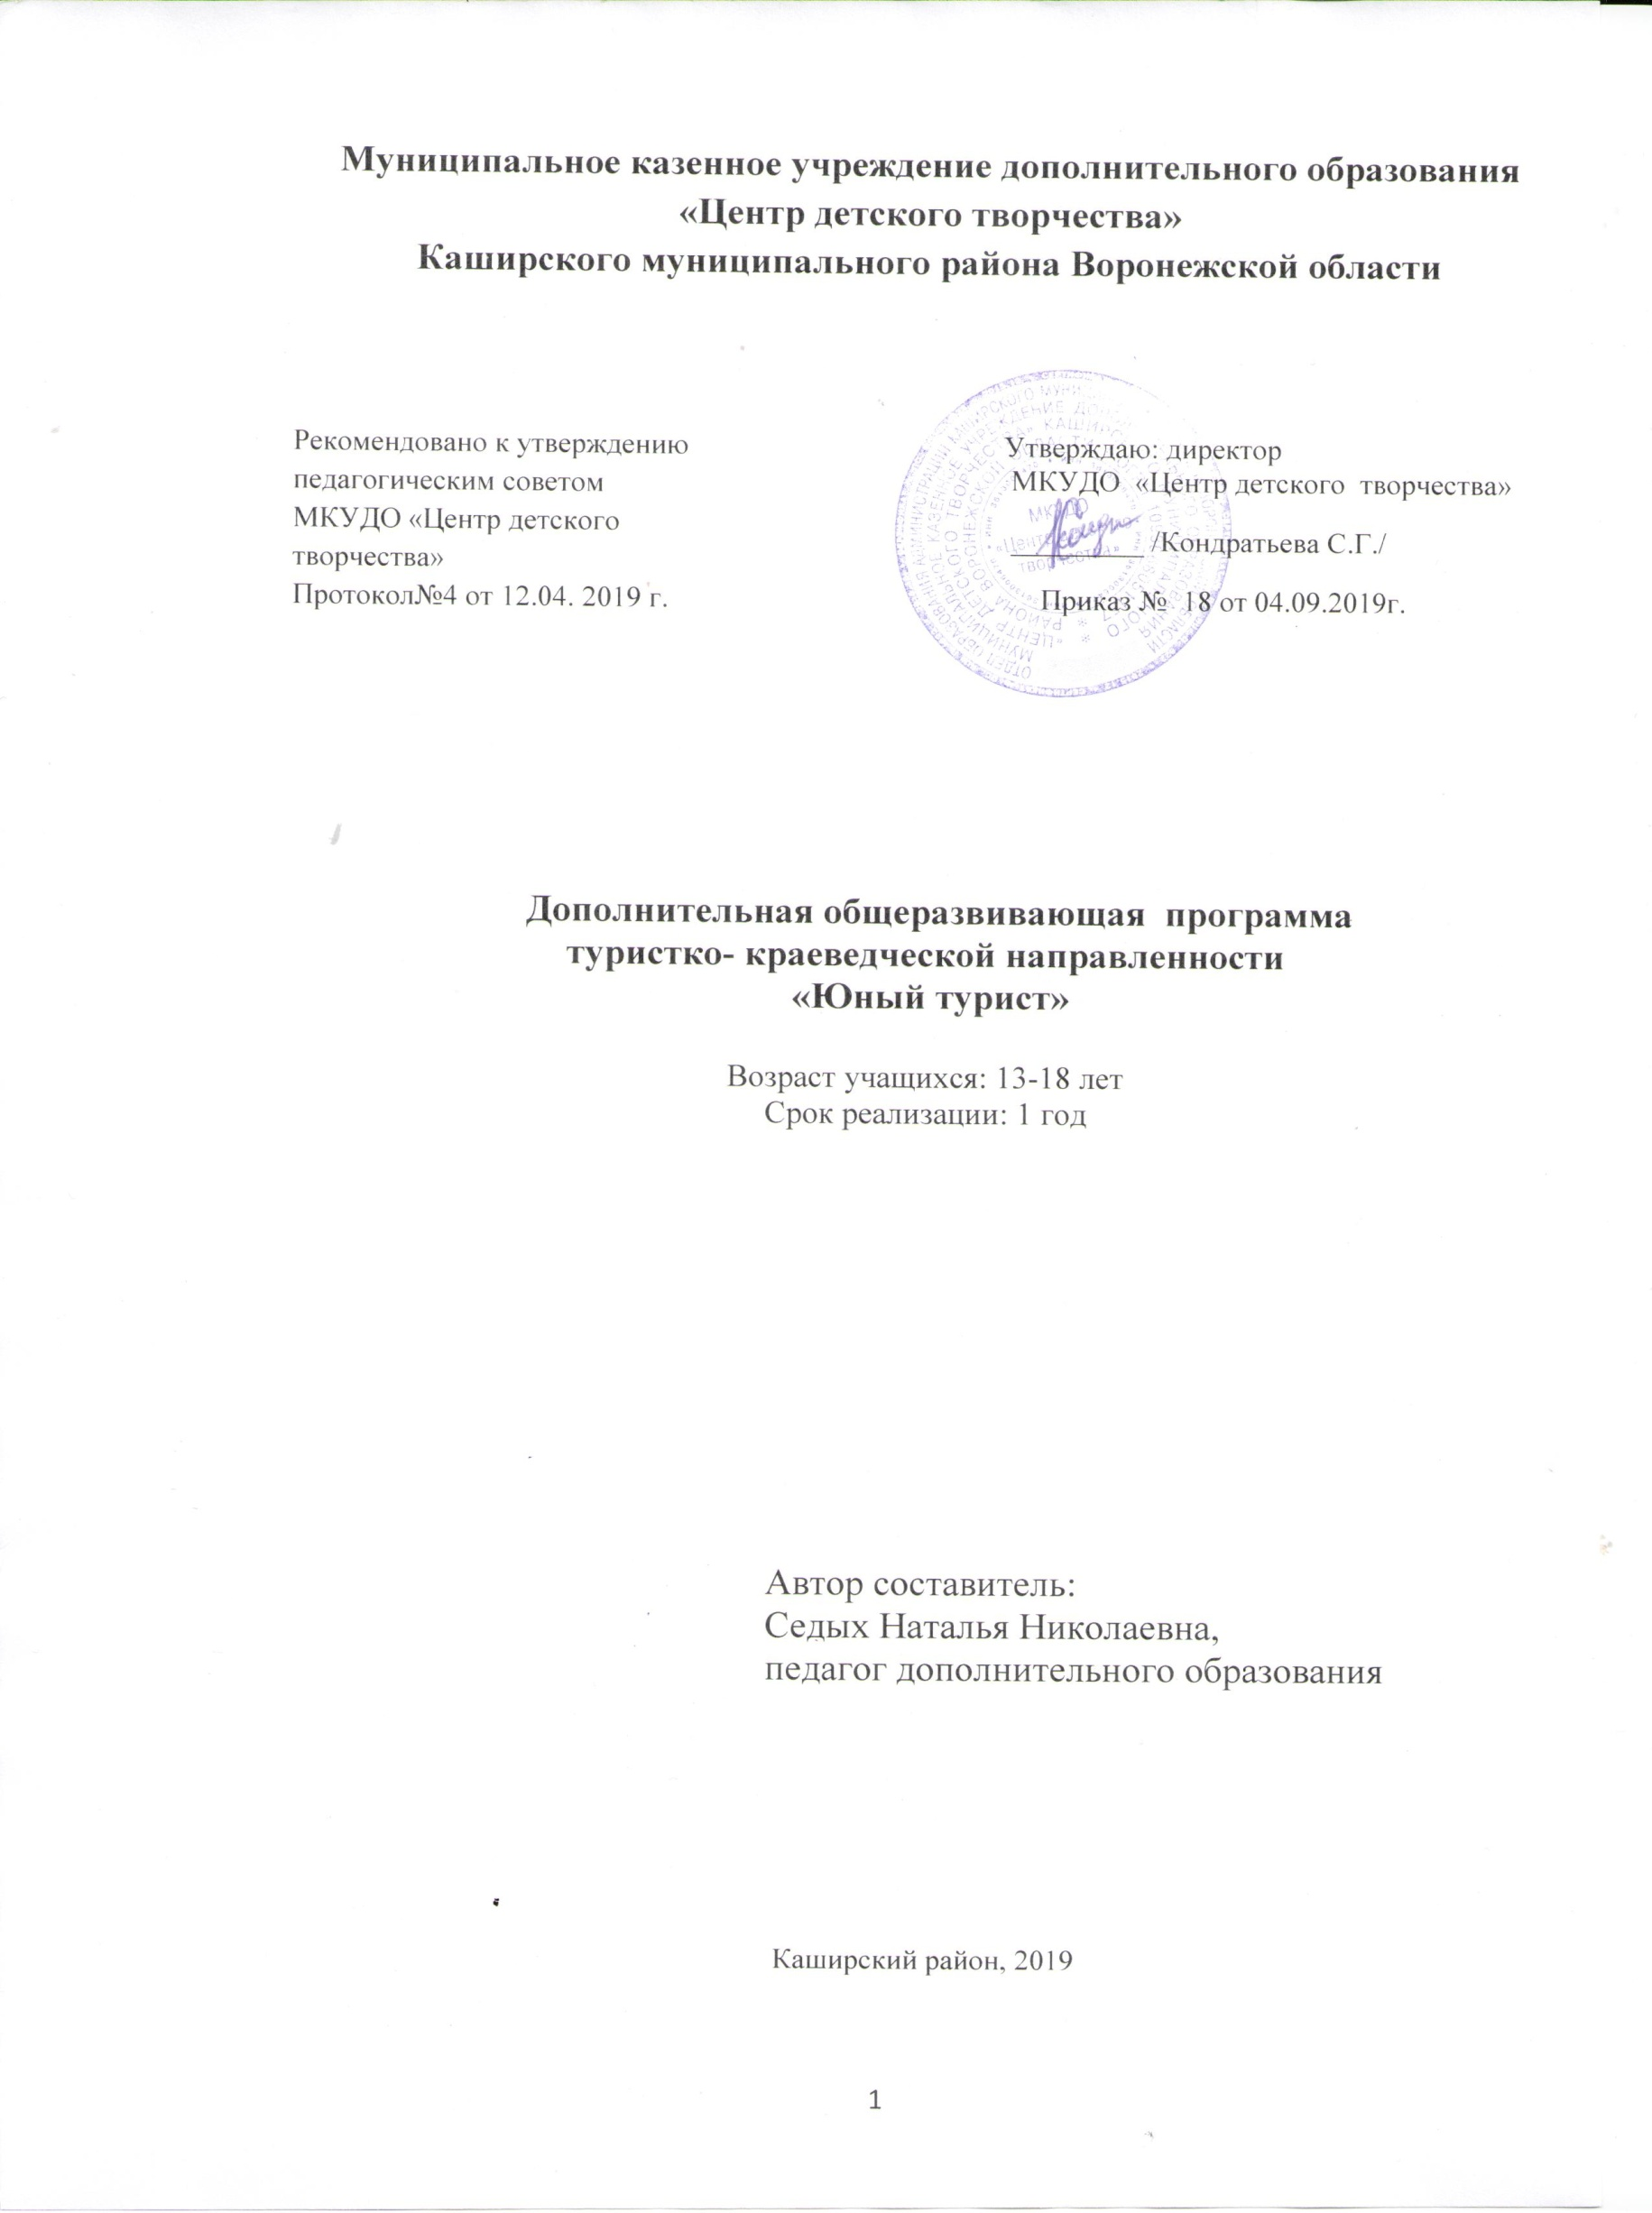 Муниципальное казенное учреждение дополнительного образования
«Центр детского творчества»
Каширского муниципального района Воронежской области
Рекомендовано к утверждению
педагогическим советом
МКУДО «Центр детского
творчества»
Протокол№4 от 12.04. 2019 г.
Утверждаю: директор
МКУДО «Центр детского творчества»
__________ /Кондратьева С.Г./
Приказ № 18 от 04.09.2019г.
Дополнительная общеразвивающая программа
туристко- краеведческой направленности
«Юный турист»
Возраст учащихся: 13-18 лет
Срок реализации: 1 год
Автор составитель:
Седых Наталья Николаевна,
педагог дополнительного образования
Каширский район, 2019
1